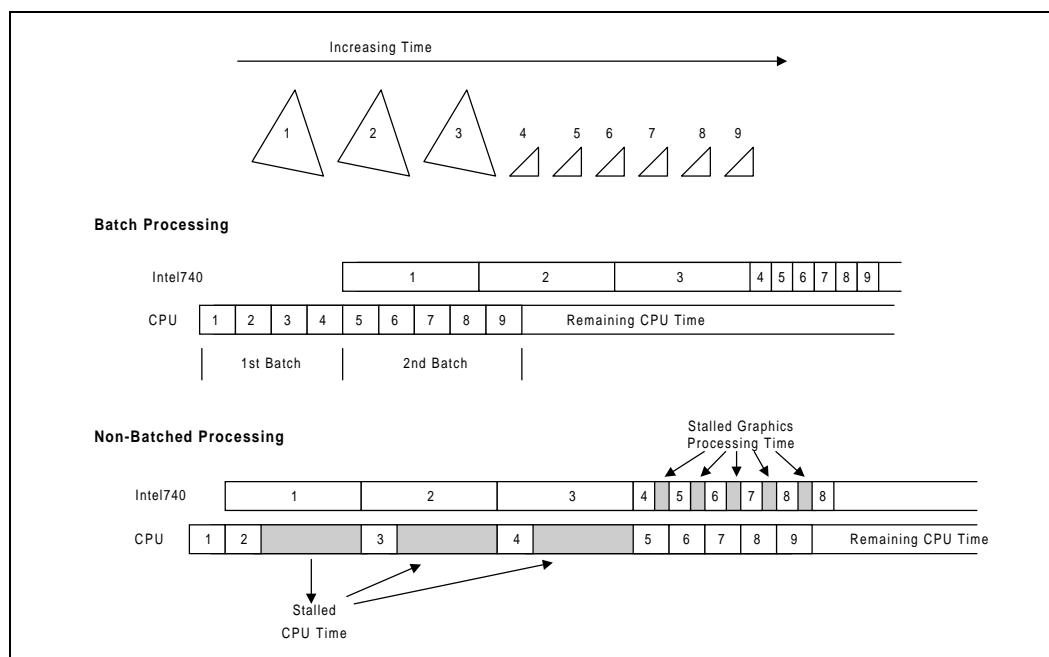 Increasing Time
1 2 3 4 5 6 7 8 9
Batch Processing
Intel740 1 2 3 4 5 6 7 8 9
CPU 1 2 3 4 5 6 7 8 9 Remaining CPU Time
1st Batch 2nd Batch
Non-Batched Processing
Stalled Graphics
Processing Time
Intel740 1 2 3 4 5 6 7 8 8
CPU 1 2 3 4 5 6 7 8 9 Remaining CPU Time
Stalled
CPU Time